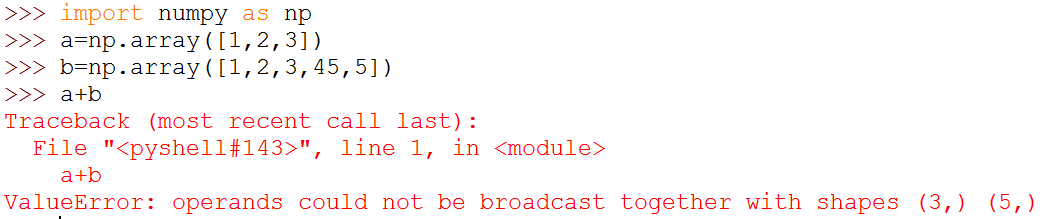 >>> import numpy as np
>>> a=np.array([1,2,3])
>>> b=np.array([1,2,3,45,5])
>>> a+b
Traceback (most recent call last):
  File "<pyshell#143>", line 1, in <module>
    a+b
ValueError: operands could not be broadcast together with shapes (3,) (5,)